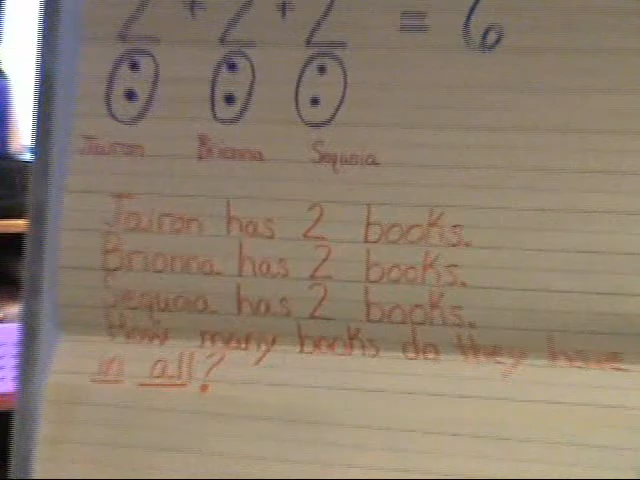 2 + 2 + 2 = 6
Jairon Brianna Sequoia
Jairon has 2 books.
Brianna has 2 books.
Sequoia has 2 books.
How many books do they have
in all?